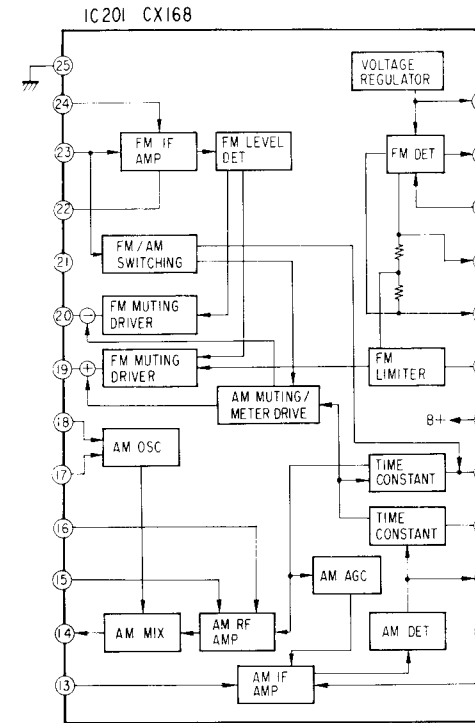 IC201 CX168
25
VOLTAGE
REGULATOR
24
23
FM IF
AMP
FM LEVEL
DET
FM DET
22
21
FM/AM
SWITCHING
20
−
FM MUTING
DRIVER
19
+
FM MUTING
DRIVER
FM
LIMITER
AM MUTING/
METER DRIVE
B+
18
AM OSC
17
TIME
CONSTANT
16
TIME
CONSTANT
15
AM AGC
14
AM MIX
AM RF
AMP
AM DET
13
AM IF
AMP